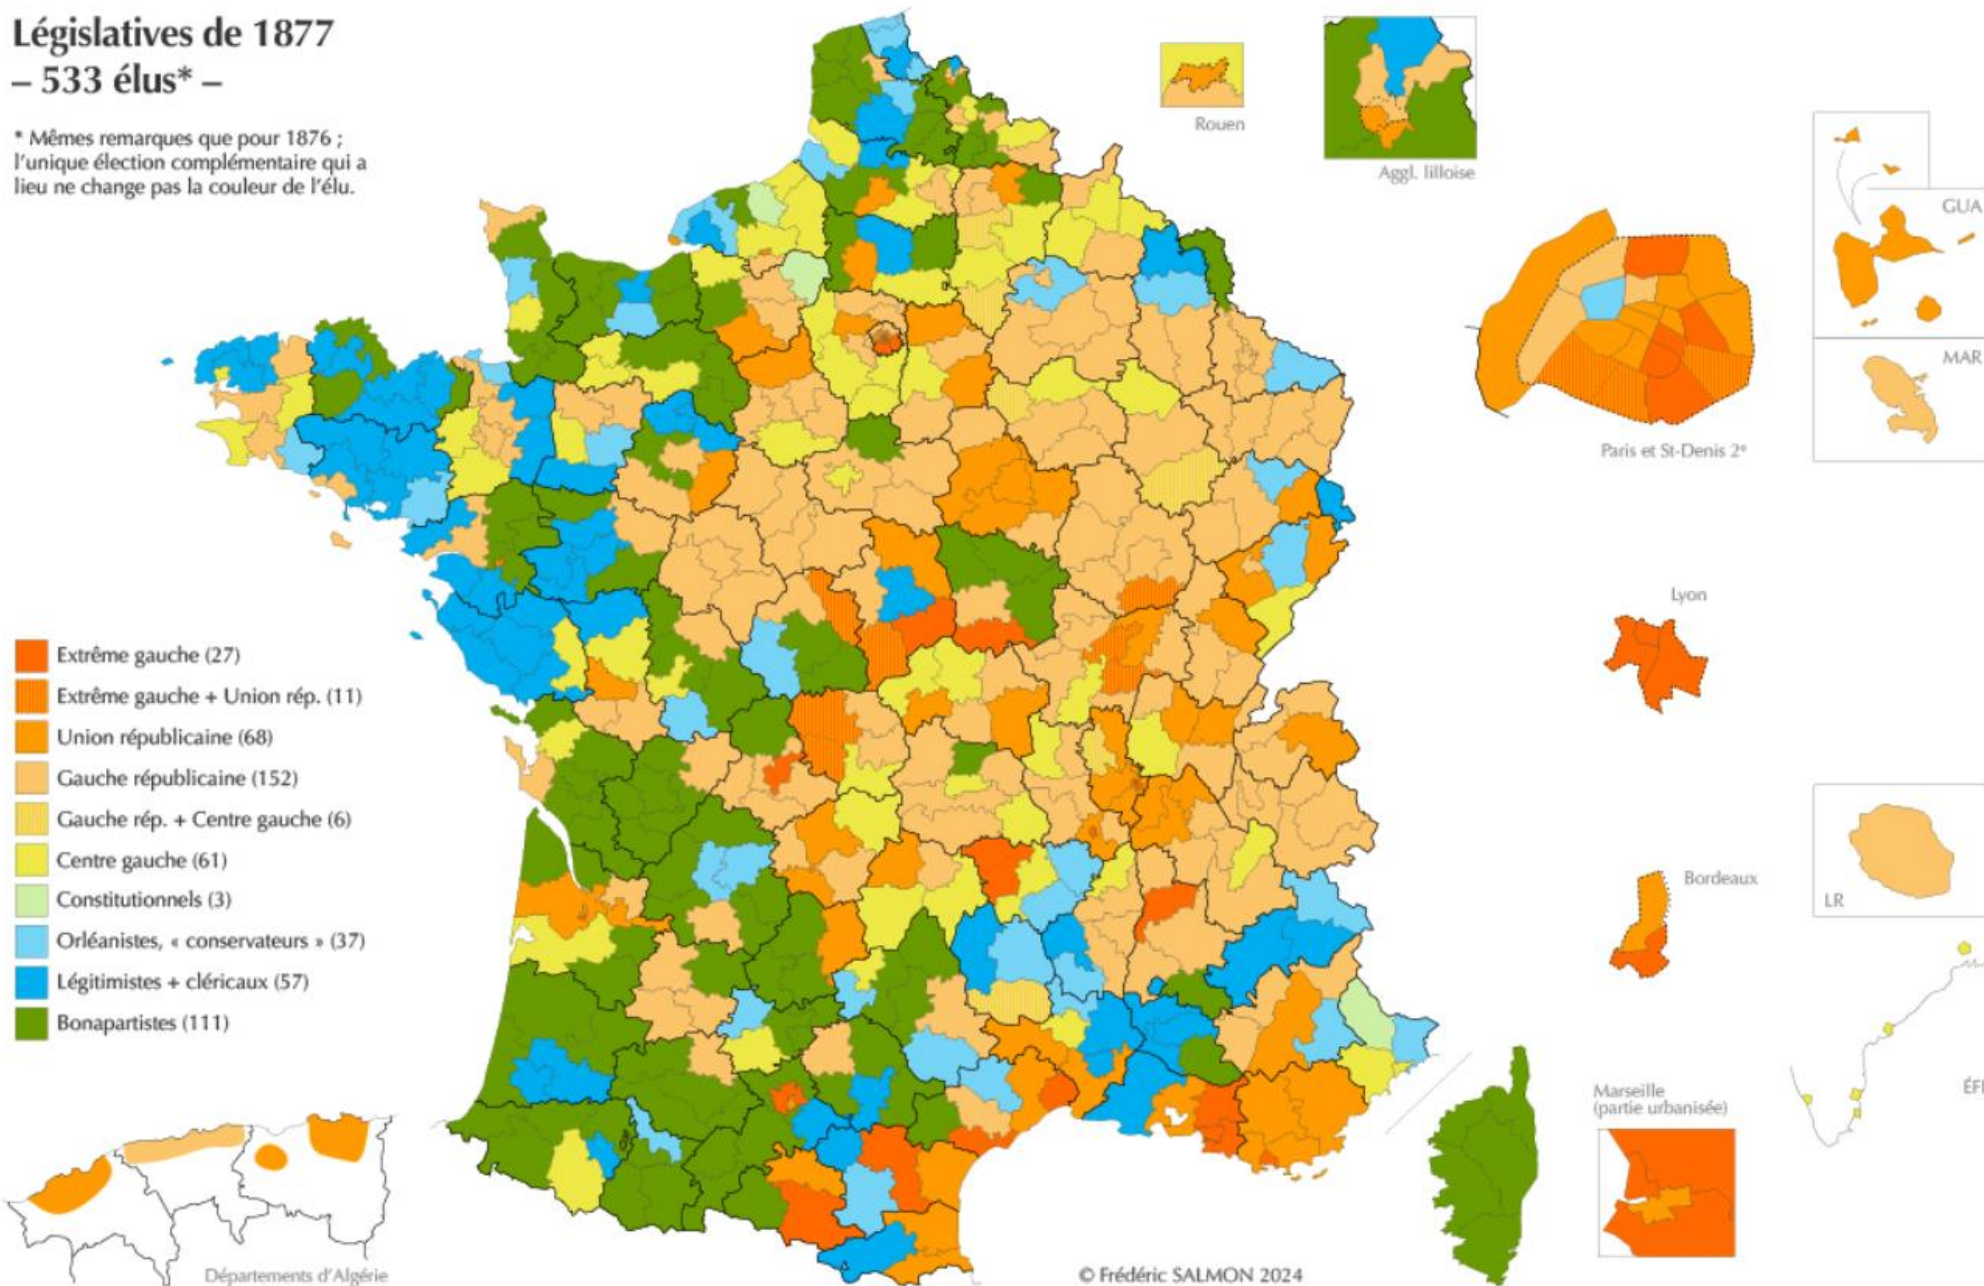 Législatives de 1877
– 533 élus* –
* Mêmes remarques que pour 1876 ;
l'unique élection complémentaire qui a
lieu ne change pas la couleur de l'élu.
Rouen
Aggl. lilloise
GUA
MAR
Paris et St-Denis 2e
Lyon
Extrême gauche (27)
Extrême gauche + Union rép. (11)
Union républicaine (68)
Gauche républicaine (152)
Gauche rép. + Centre gauche (6)
Centre gauche (61)
Constitutionnels (3)
Orléanistes, « conservateurs » (37)
Légitimistes + cléricaux (57)
Bonapartistes (111)
Bordeaux
LR
Marseille
(partie urbanisée)
Départements d'Algérie
© Frédéric SALMON 2024